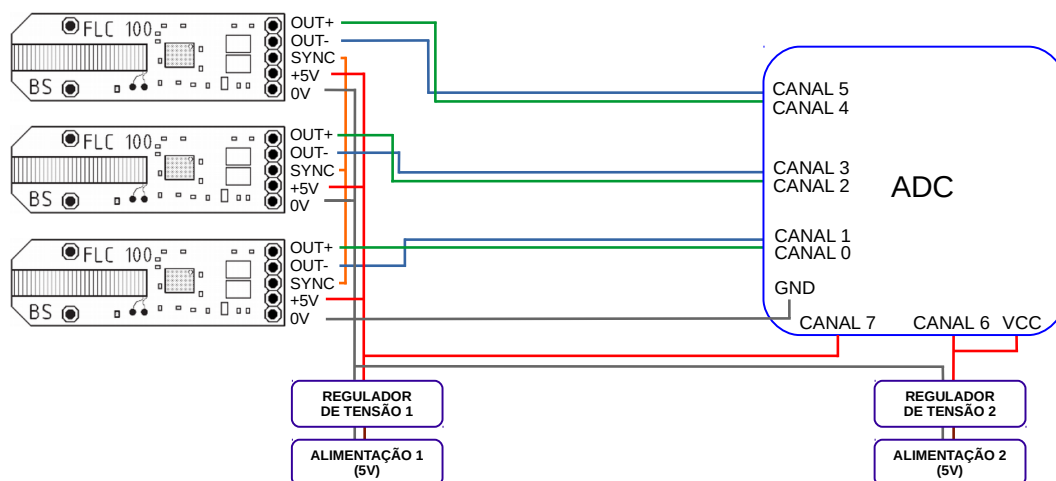 FLC 100
BS
OUT+
OUT-
SYNC
+5V
0V
FLC 100
BS
OUT+
OUT-
SYNC
+5V
0V
FLC 100
BS
OUT+
OUT-
SYNC
+5V
0V
CANAL 5
CANAL 4
CANAL 3
CANAL 2
ADC
CANAL 1
CANAL 0
GND
CANAL 7
CANAL 6
VCC
REGULADOR
DE TENSÃO 1
ALIMENTAÇÃO 1
(5V)
REGULADOR
DE TENSÃO 2
ALIMENTAÇÃO 2
(5V)